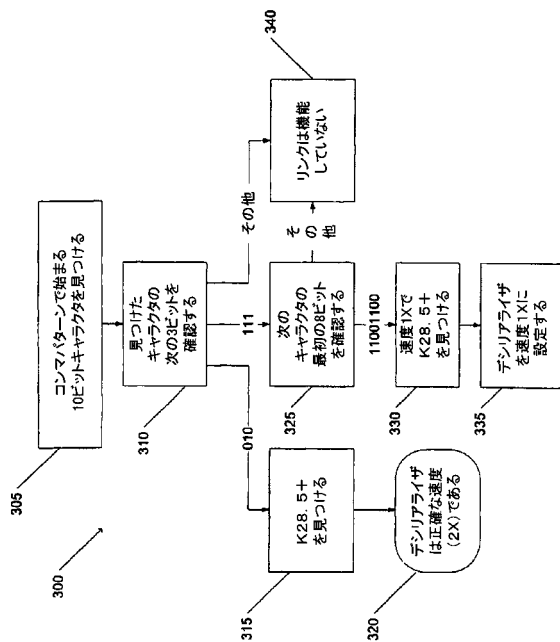 300
305
コンマパターンで始まる
10ビットキャラクタを見つける
310
見つけた
キャラクタの
次の3ビットを
確認する
010
111
その他
315
K28. 5+
を見つける
320
デシリアライザ
は正確な速度
(2X)である
325
次の
キャラクタの
最初の8ビット
を確認する
その他
340
リンクは機能
していない
11001100
330
速度1Xで
K28. 5+
を見つける
335
デシリアライザ
を速度1Xに
設定する